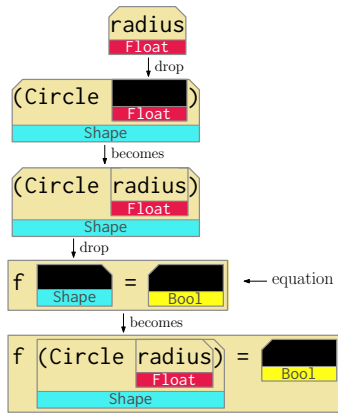 radius
Float
drop
(Circle )
Float
Shape
becomes
(Circle radius)
Float
Shape
drop
f = 
Shape Bool
equation
becomes
f (Circle radius) =
Float Bool
Shape